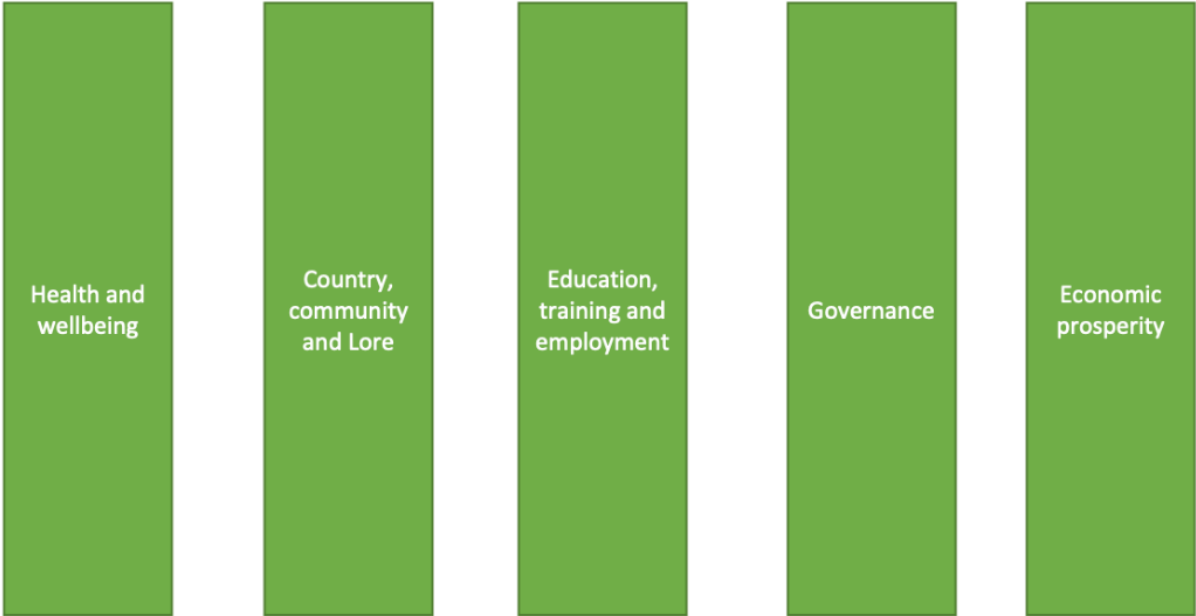 Health and
wellbeing
Country,
community
and Lore
Education,
training and
employment
Governance
Economic
prosperity